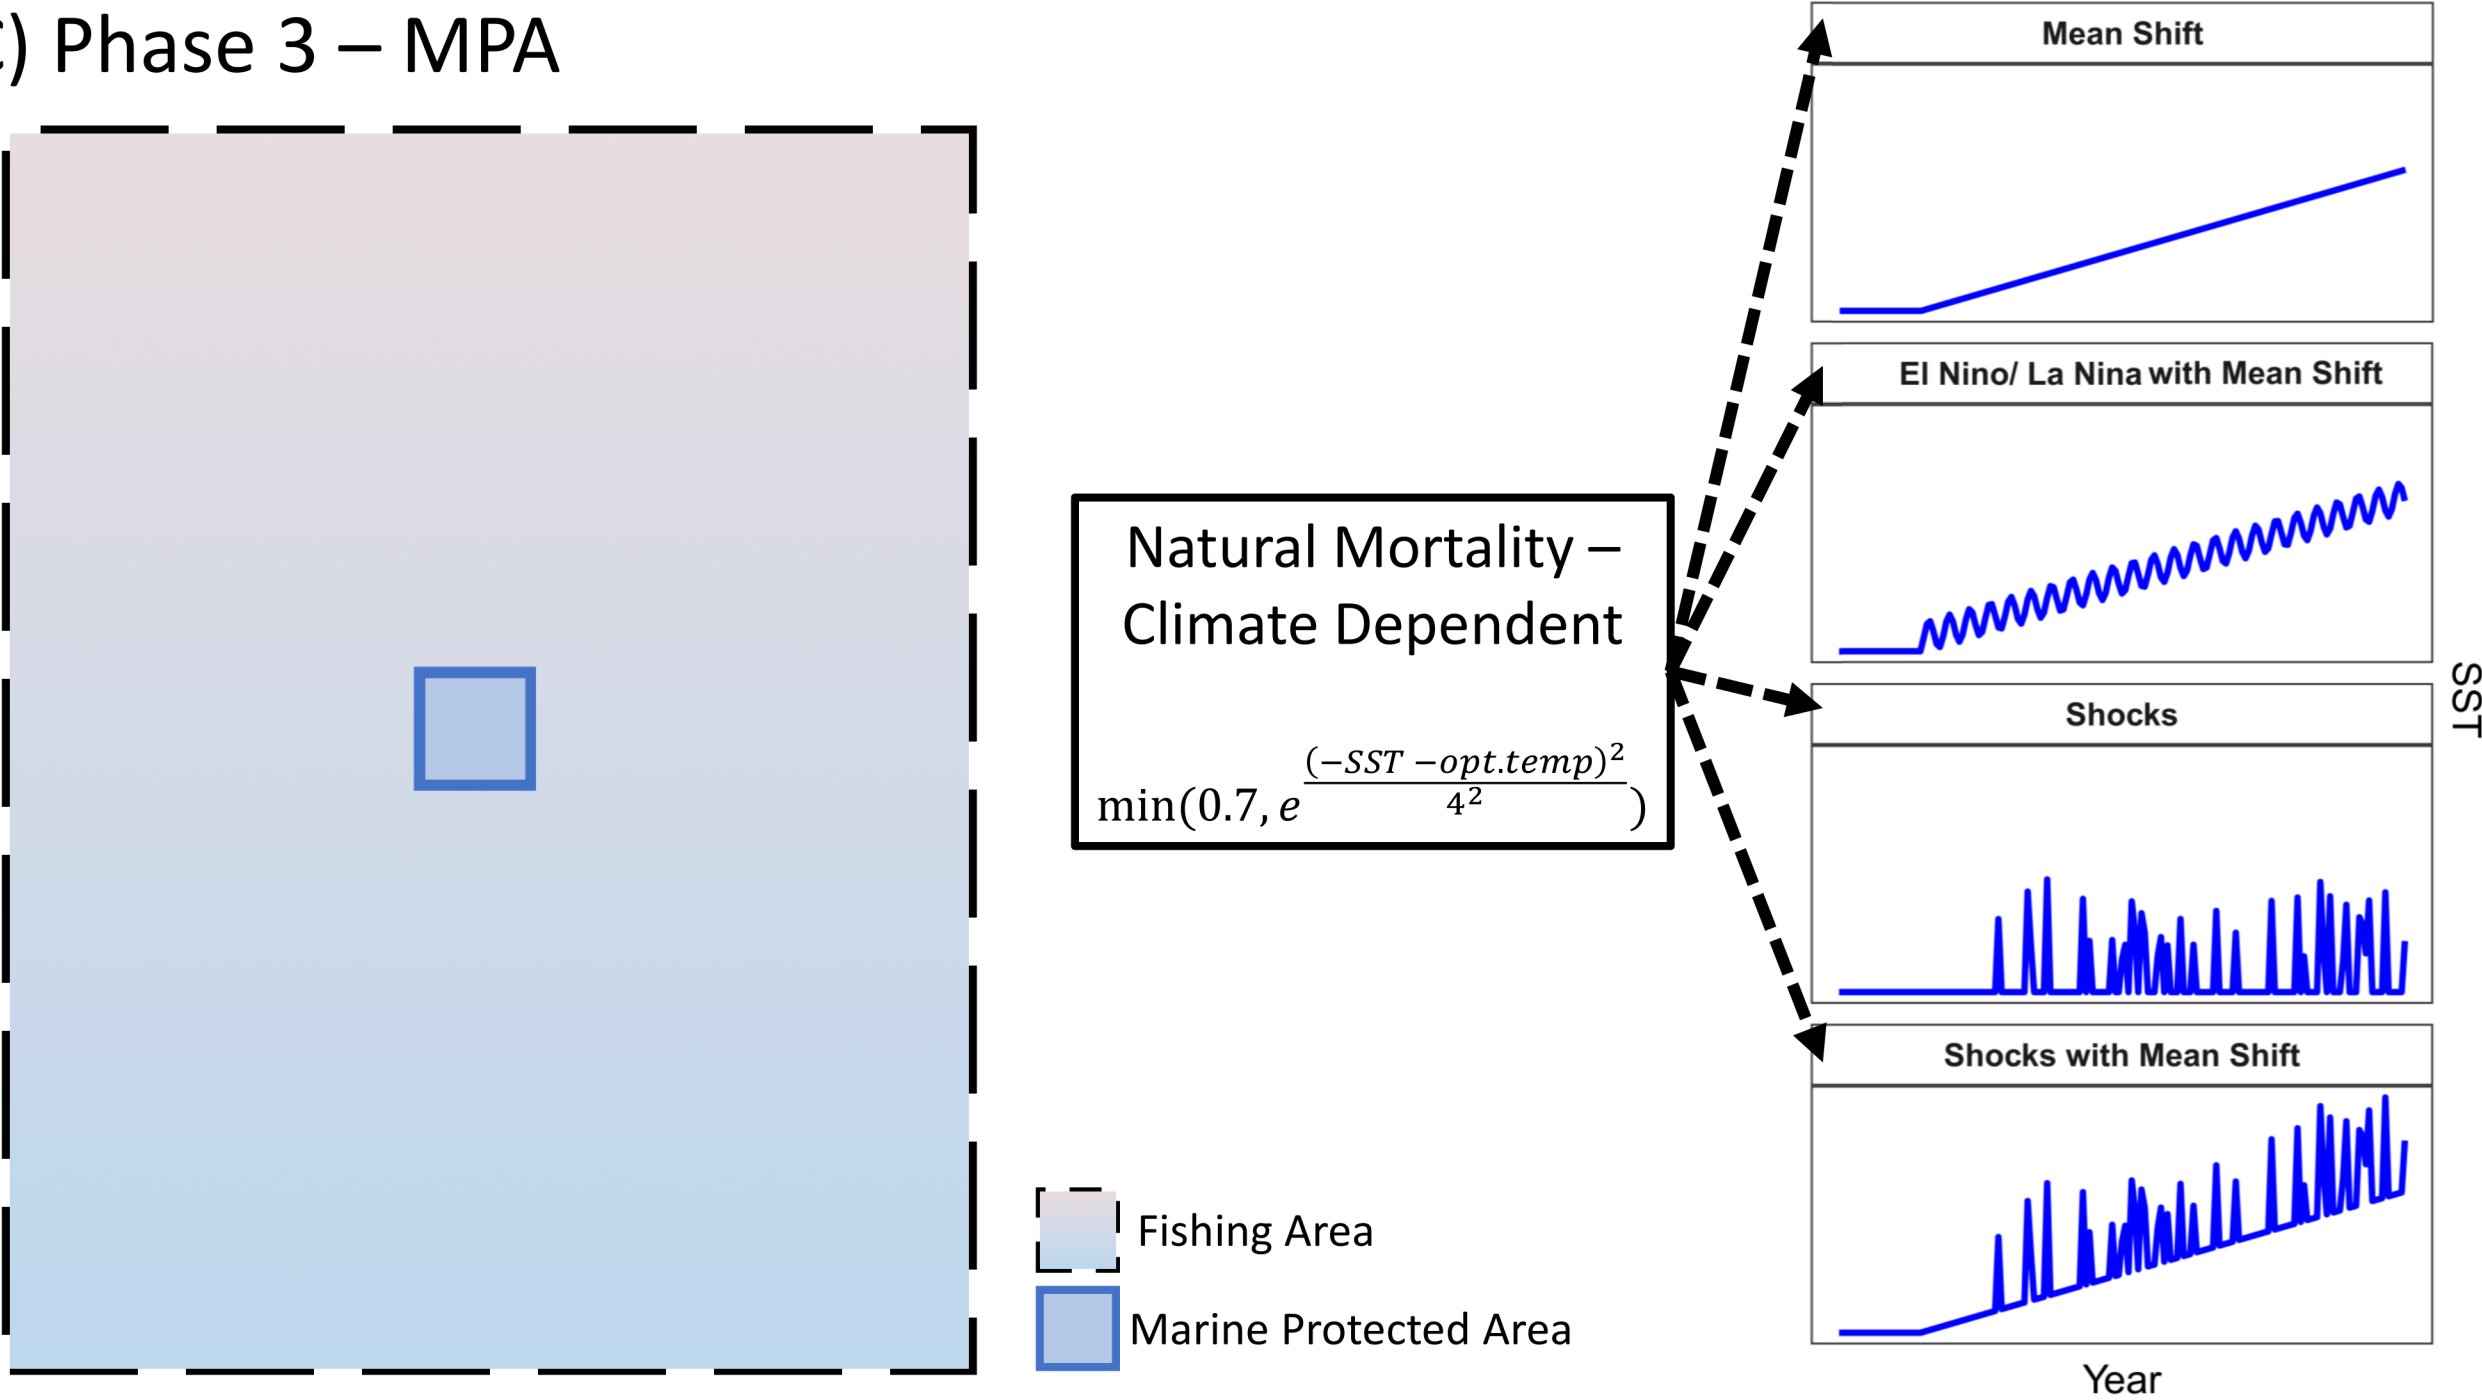 ) Phase 3 – MPA
Natural Mortality –
Climate Dependent
min(0.7, e^{\frac{(-SST -opt.temp)^2}{4^2}})
Fishing Area
Marine Protected Area
Mean Shift
El Nino/ La Nina with Mean Shift
Shocks
Shocks with Mean Shift
SST
Year